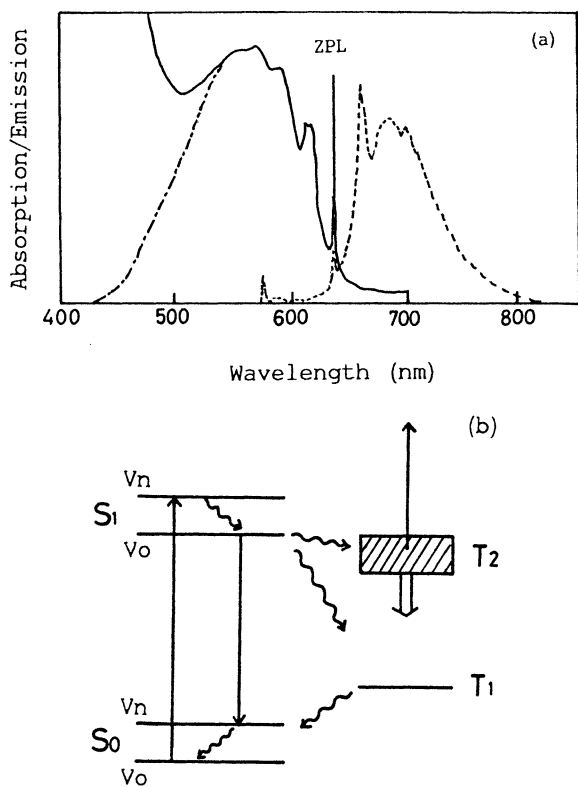 (a)
ZPL
Absorption/Emission
400 500 600 700 800
Wavelength (nm)
(b)
Vn
S1
Vo
T2
T1
Vn
S0
Vo